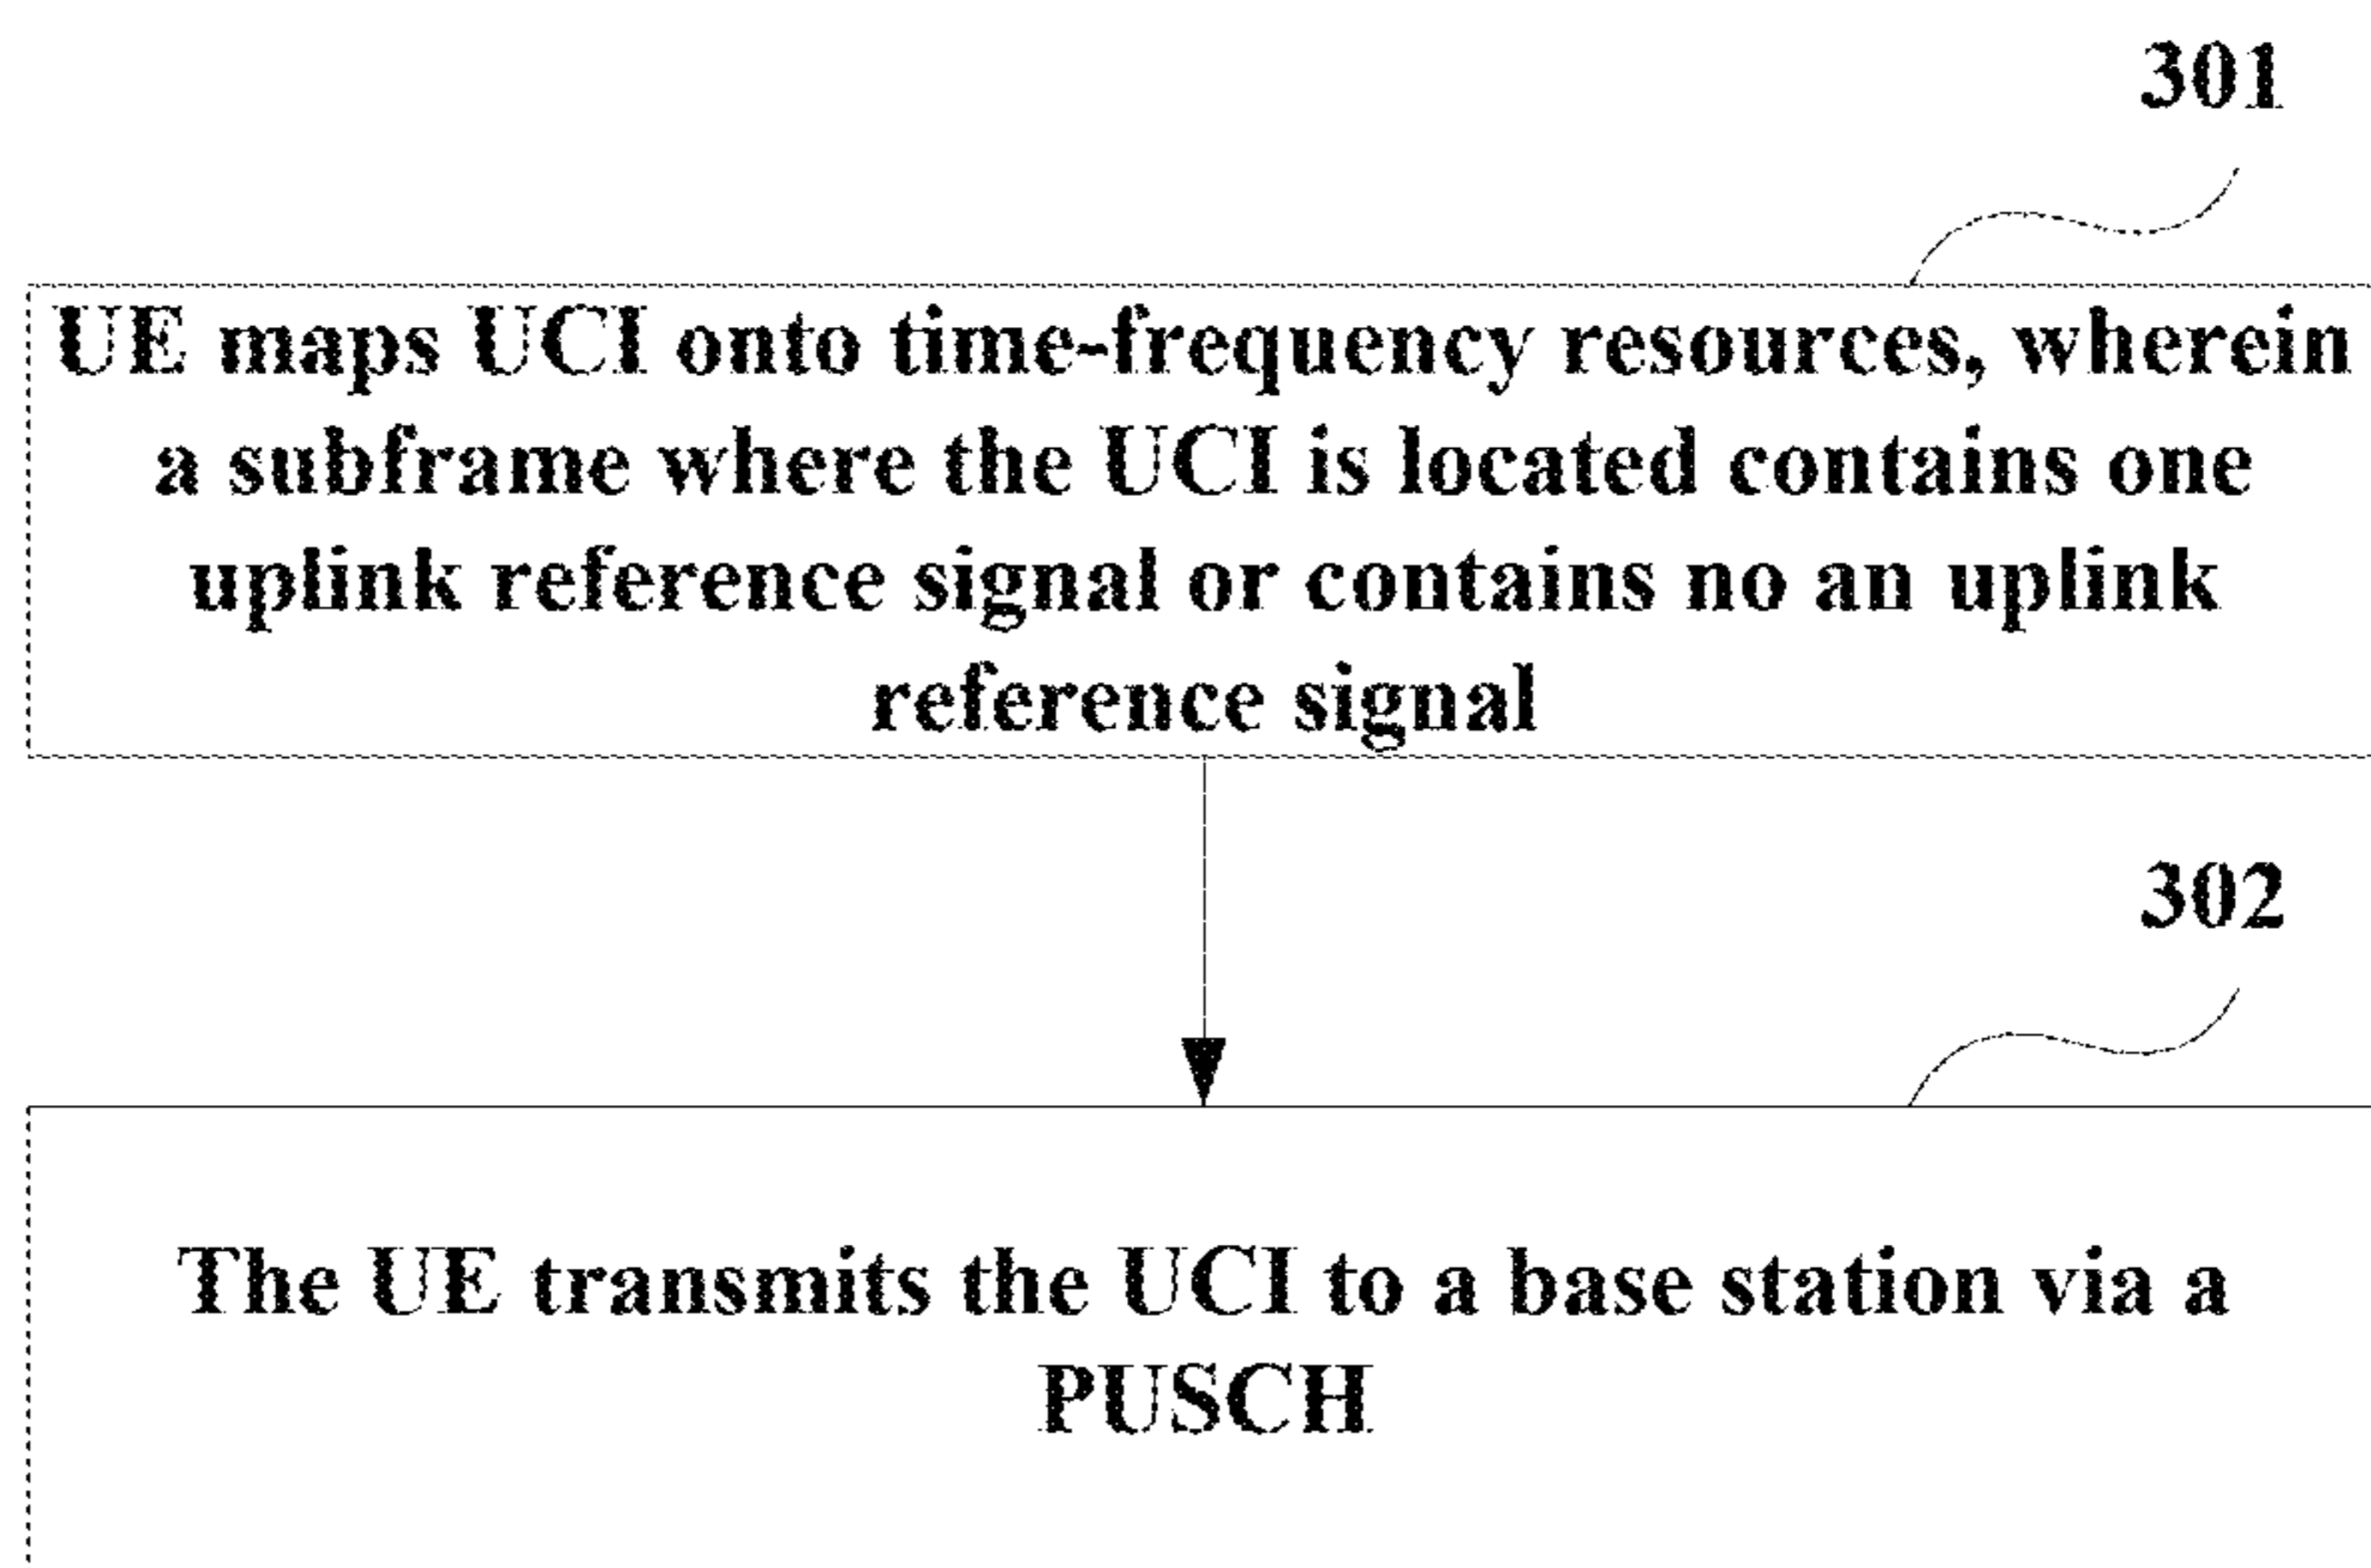 301
UE maps UCI onto time-frequency resources, wherein
a subframe where the UCI is located contains one
uplink reference signal or contains no an uplink
reference signal
302
The UE transmits the UCI to a base station via a
PUSCH